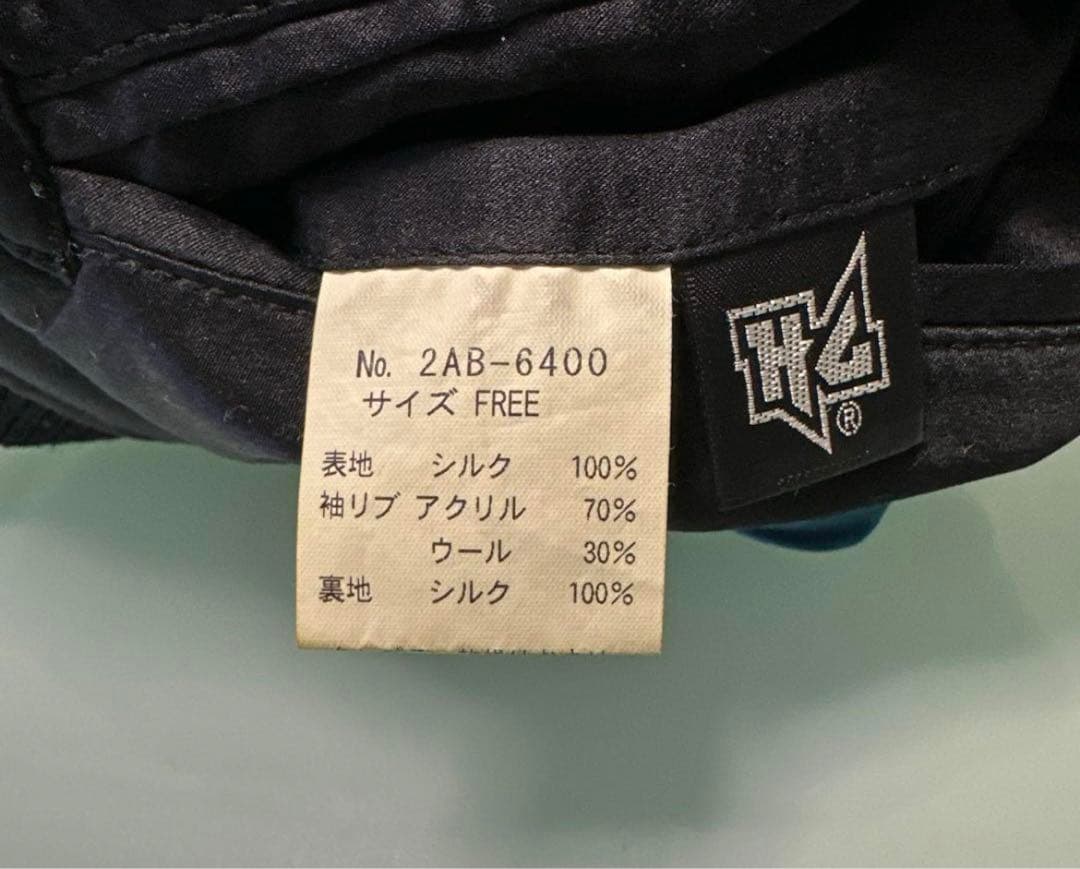 No. 2AB-6400
サイズ FREE
表地 シルク 100%
袖リブ アクリル 70%
ウール 30%
裏地 シルク 100%
®